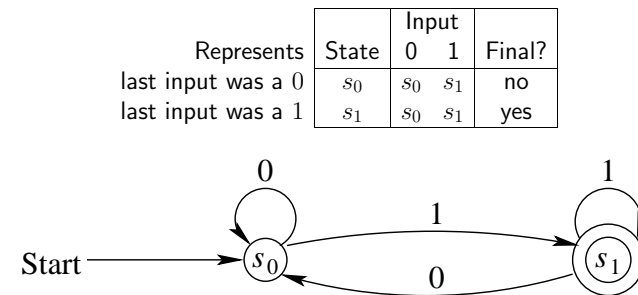 Input
Represents State 0 1 Final?
last input was a 0 s0 s0 s1 no
last input was a 1 s1 s0 s1 yes
0 1
1
Start s0 s1
0